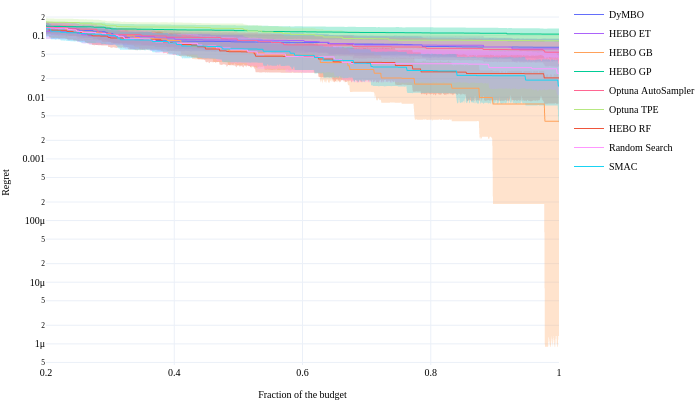 2
0.1
5
2
0.01
5
2
0.001
5
2
100μ
5
2
10μ
5
2
1μ
5
0.2
0.4
0.6
0.8
1
Regret
Fraction of the budget
DyMBO
HEBO ET
HEBO GB
HEBO GP
Optuna AutoSampler
Optuna TPE
HEBO RF
Random Search
SMAC